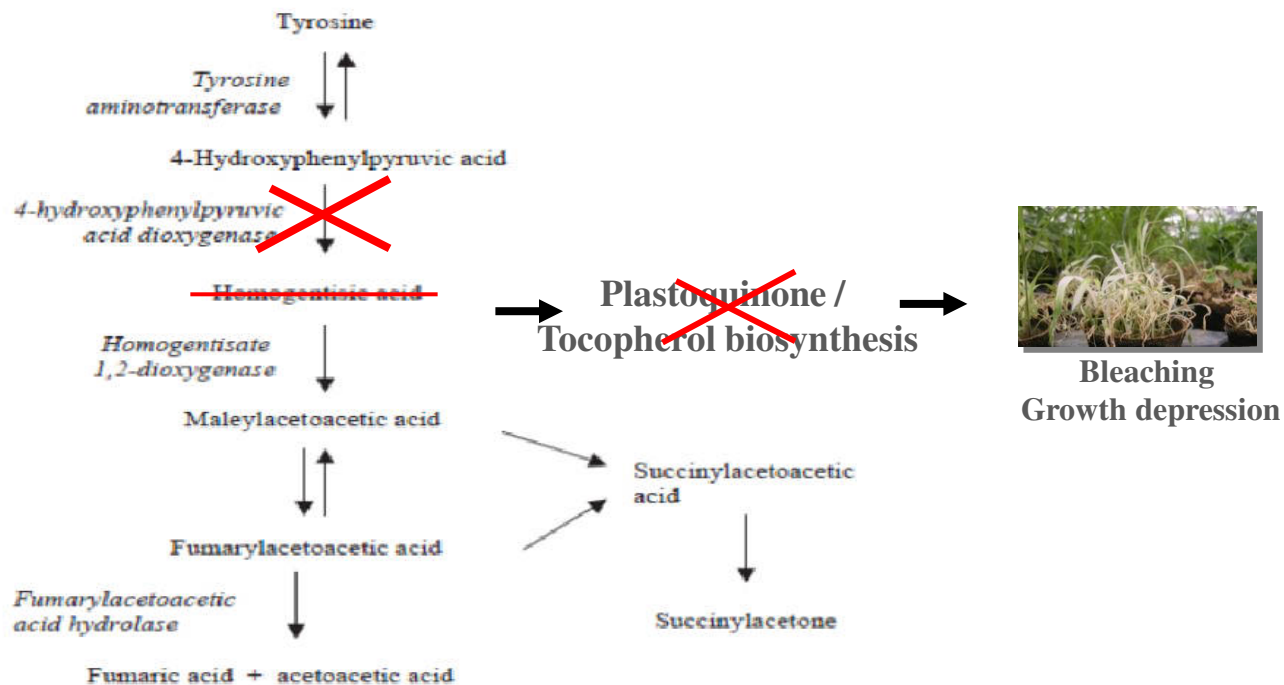 Tyrosine
Tyrosine
aminotransferase
4-Hydroxyphenylpyruvic acid
4-hydroxyphenylpyruvic
acid dioxygenase
Homogentisic acid
Plastoquinone /
Tocopherol biosynthesis
Homogentisate
1,2-dioxygenase
Bleaching
Growth depression
Maleylacetoacetic acid
Succinylacetoacetic
acid
Fumarylacetoacetic acid
Fumarylacetoacetic
acid hydrolase
Succinylacetone
Fumaric acid + acetoacetic acid